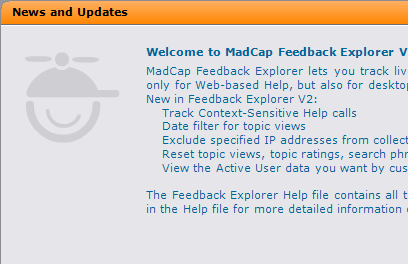 News and Updates
Welcome to MadCap Feedback Explorer V
MadCap Feedback Explorer lets you track liv
only for Web-based Help, but also for deskto
New in Feedback Explorer V2:
Track Context-Sensitive Help calls
Date filter for topic views
Exclude specified IP addresses from collect
Reset topic views, topic ratings, search phr
View the Active User data you want by cus
The Feedback Explorer Help file contains all t
in the Help file for more detailed information